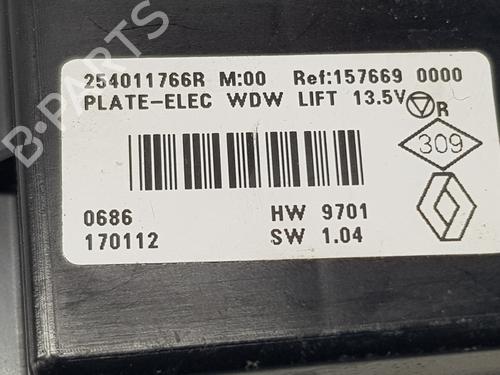 254011766R M:00 Ref:157669 0000
PLATE-ELEC WDW LIFT 13.5V
R
309
0686 HW 9701
170112 SW 1.04
B-PARTS